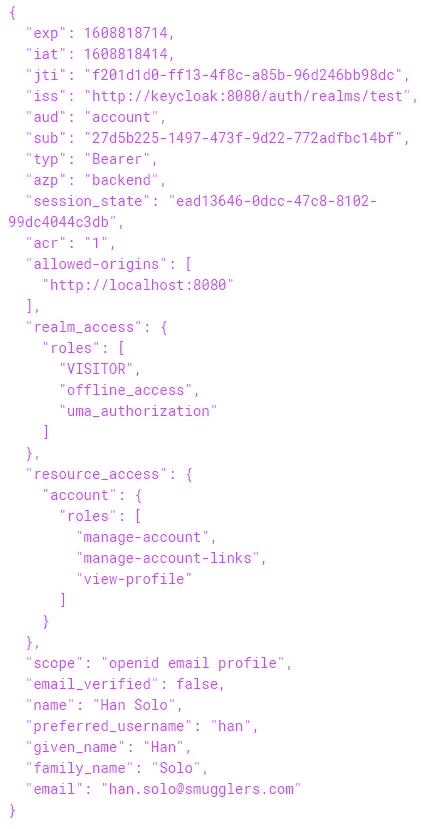 {
  "exp": 1608818714,
  "iat": 1608818414,
  "jti": "f201d1d0-ff13-4f8c-a85b-96d246bb98dc",
  "iss": "http://keycloak:8080/auth/realms/test",
  "aud": "account",
  "sub": "27d5b225-1497-473f-9d22-772adfbc14bf",
  "typ": "Bearer",
  "azp": "backend",
  "session_state": "ead13646-0dcc-47c8-8102-
99dc4044c3db",
  "acr": "1",
  "allowed-origins": [
    "http://localhost:8080"
  ],
  "realm_access": {
    "roles": [
      "VISITOR",
      "offline_access",
      "uma_authorization"
    ]
  },
  "resource_access": {
    "account": {
      "roles": [
        "manage-account",
        "manage-account-links",
        "view-profile"
      ]
    }
  },
  "scope": "openid email profile",
  "email_verified": false,
  "name": "Han Solo",
  "preferred_username": "han",
  "given_name": "Han",
  "family_name": "Solo",
  "email": "han.solo@smugglers.com"
}